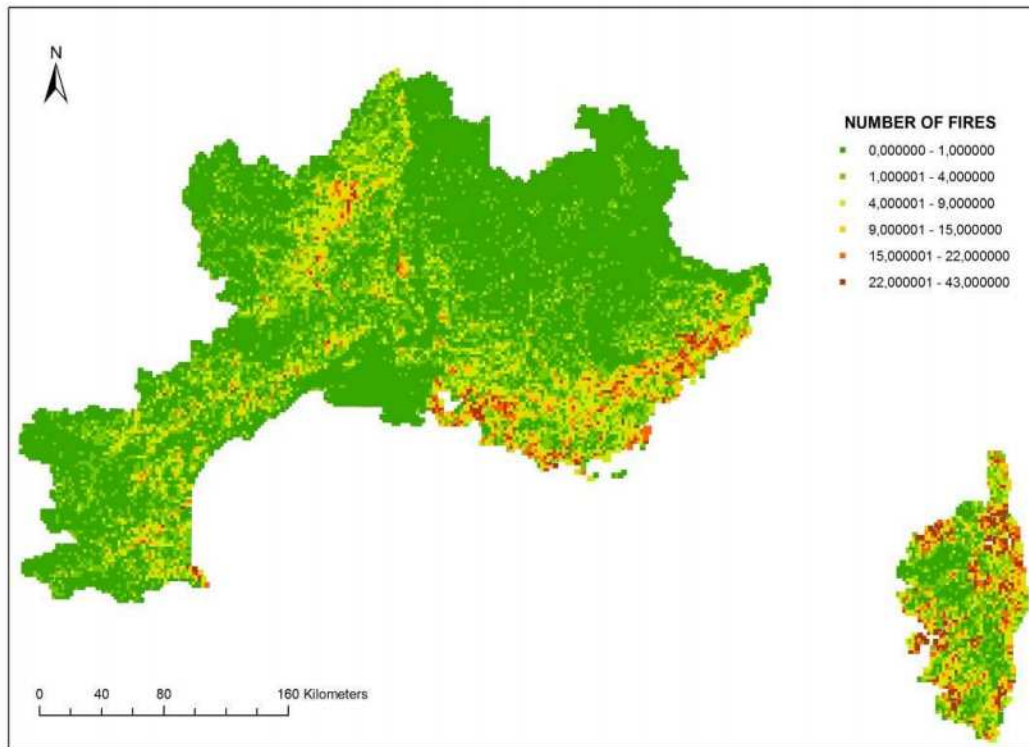 N
NUMBER OF FIRES
0,000000 - 1,000000
1,000001 - 4,000000
4,000001 - 9,000000
9,000001 - 15,000000
15,000001 - 22,000000
22,000001 - 43,000000
0 40 80 160 Kilometers